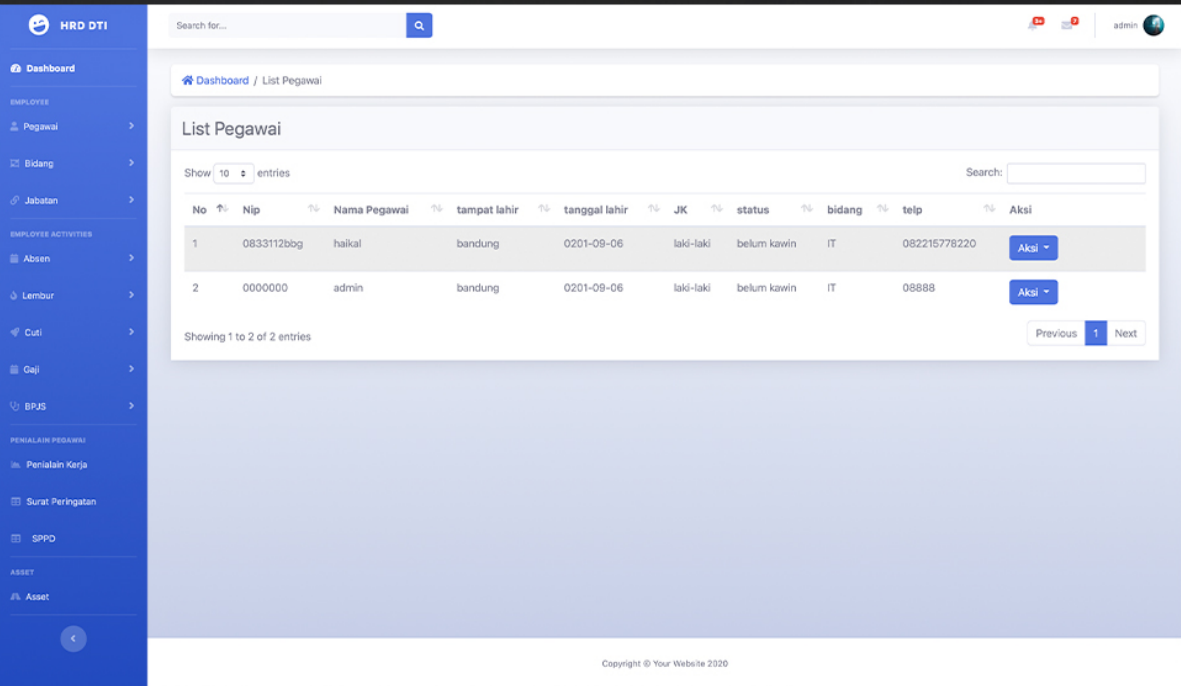 HRD DTI
Search for...
3+
7
admin
Dashboard
EMPLOYEE
Pegawai
Bidang
Jabatan
EMPLOYEE ACTIVITIES
Absen
Lembur
Cuti
Gaji
BPJS
PENIALAIN PEGAWAI
Penialain Kerja
Surat Peringatan
SPPD
ASSET
Asset
Dashboard / List Pegawai
List Pegawai
Show 10 entries
Search:
No Nip Nama Pegawai tampat lahir tanggal lahir JK status bidang telp Aksi
1 0833112bbg haikal bandung 0201-09-06 laki-laki belum kawin IT 082215778220 Aksi
2 0000000 admin bandung 0201-09-06 laki-laki belum kawin IT 08888 Aksi
Showing 1 to 2 of 2 entries
Previous 1 Next
Copyright © Your Website 2020